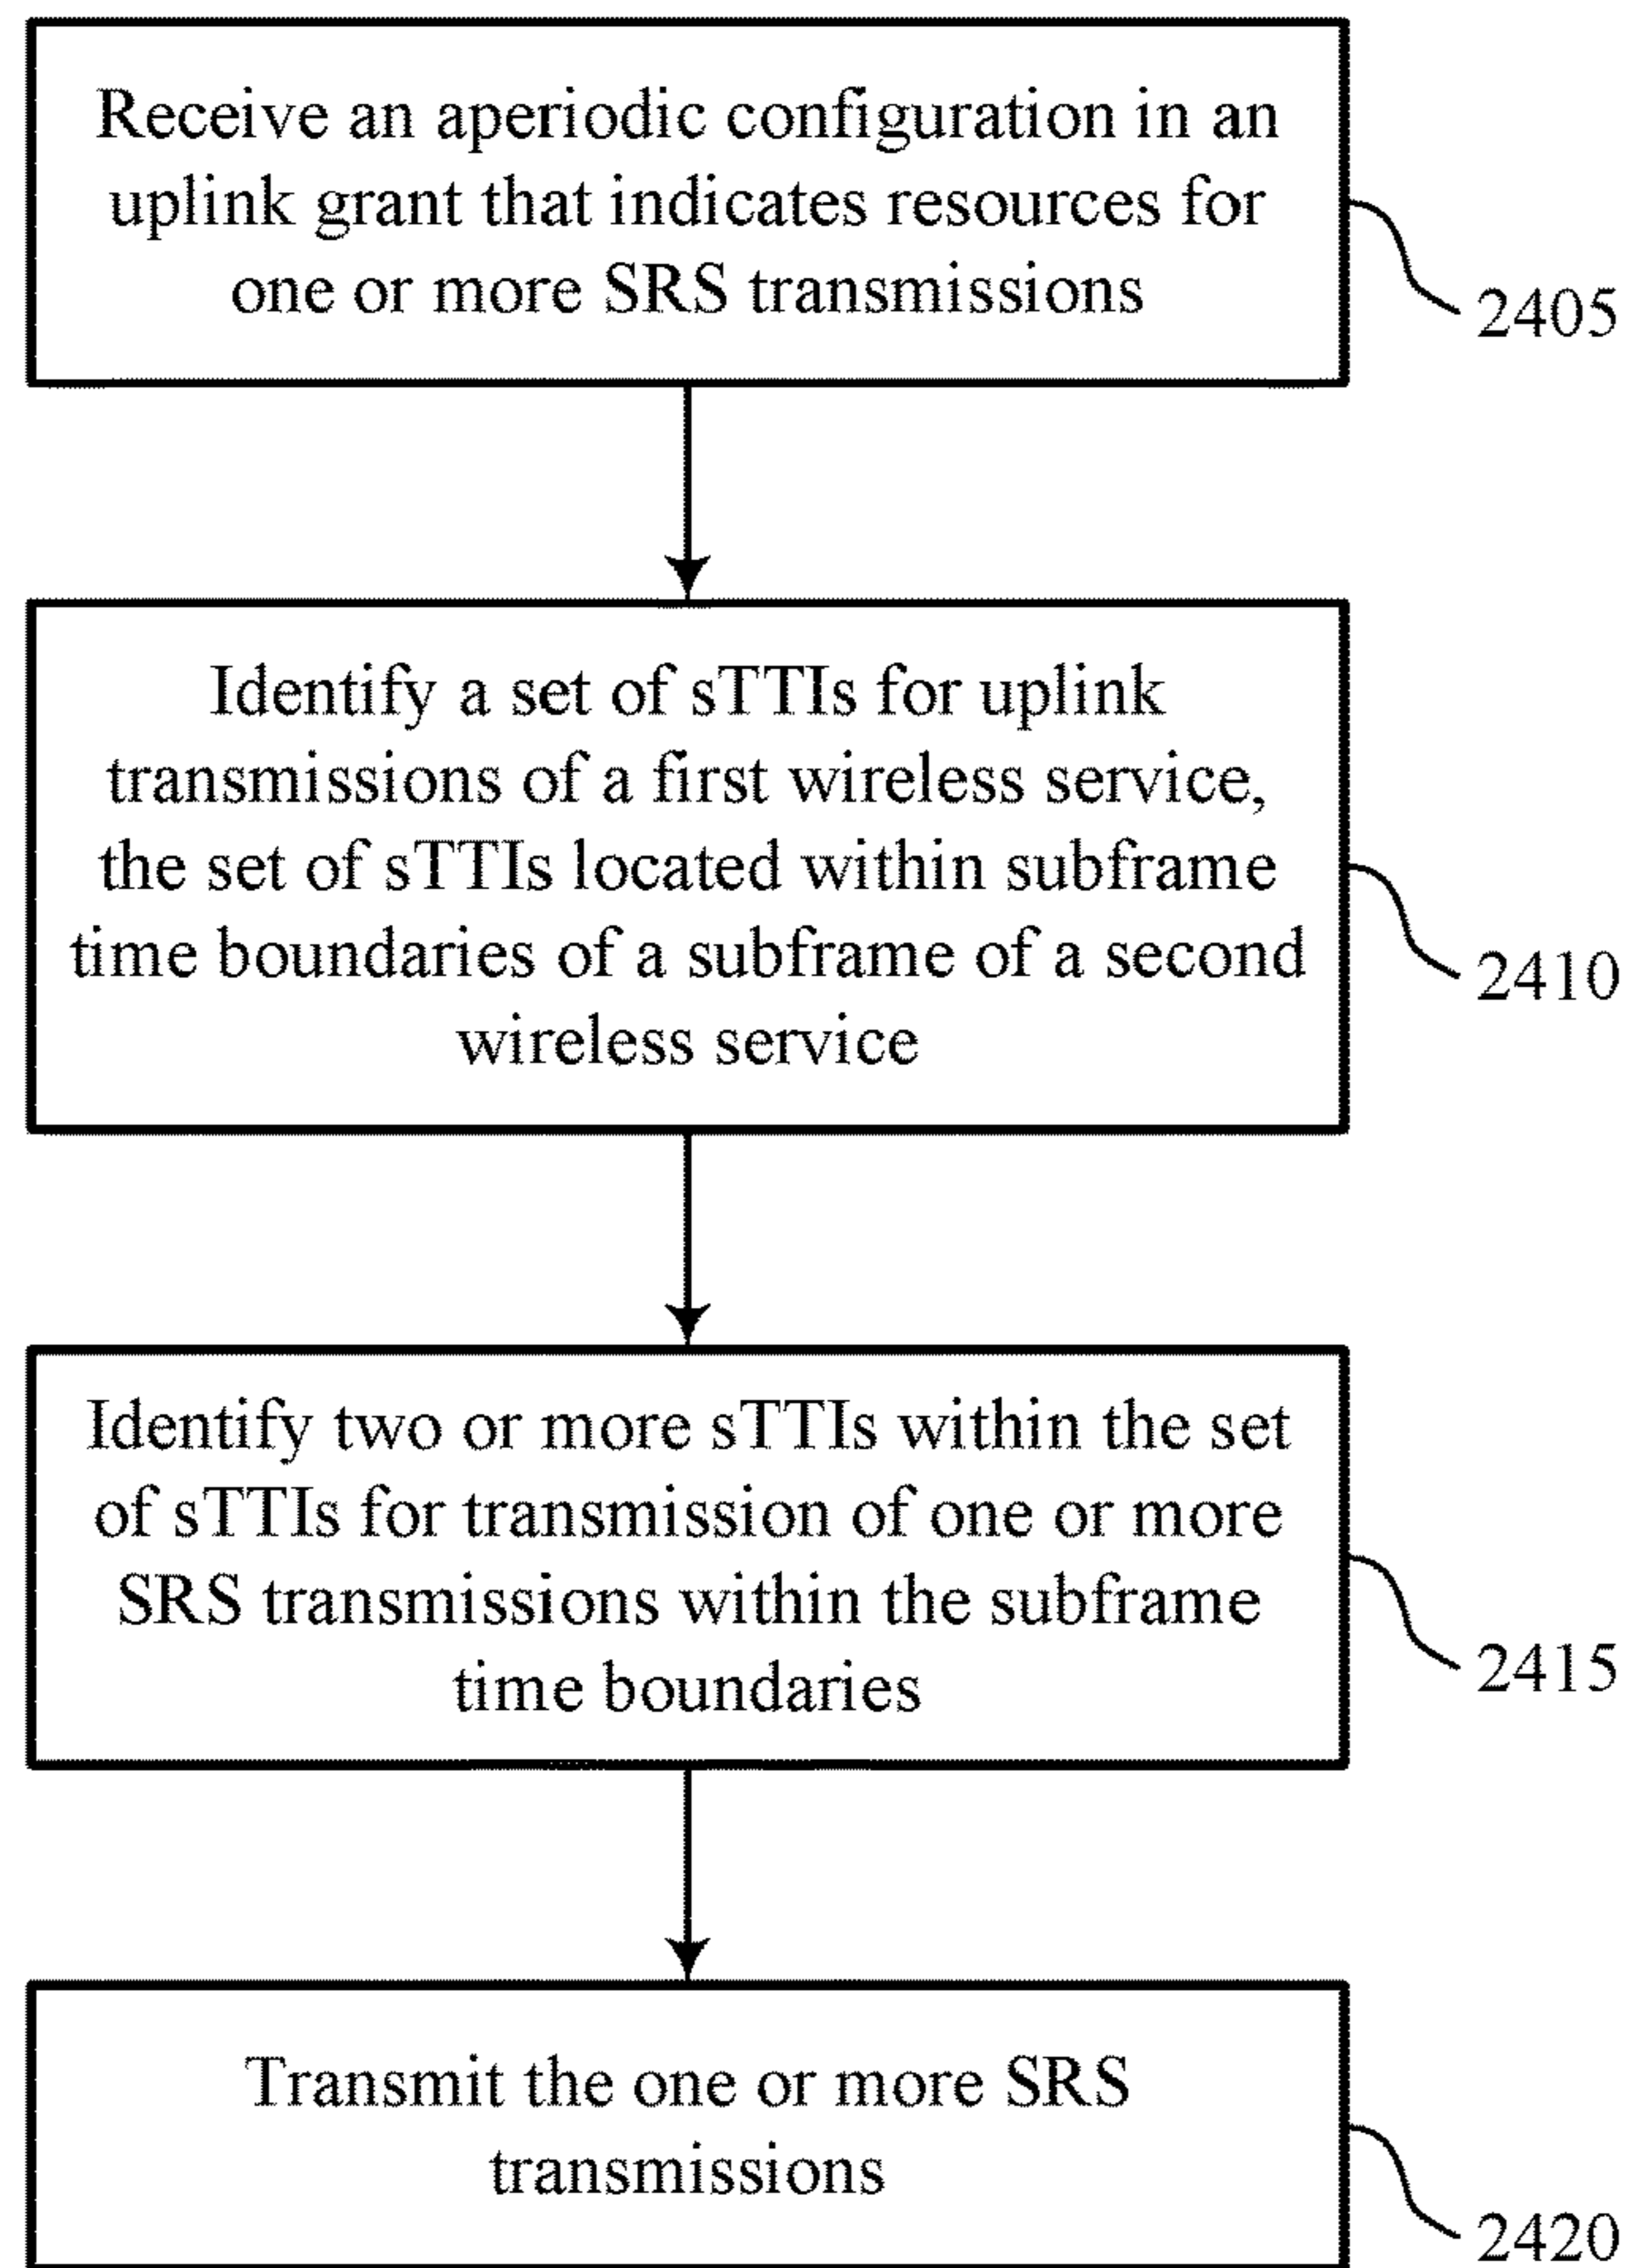 Receive an aperiodic configuration in an
uplink grant that indicates resources for
one or more SRS transmissions
2405
Identify a set of sTTIs for uplink
transmissions of a first wireless service,
the set of sTTIs located within subframe
time boundaries of a subframe of a second
wireless service
2410
Identify two or more sTTIs within the set
of sTTIs for transmission of one or more
SRS transmissions within the subframe
time boundaries
2415
Transmit the one or more SRS
transmissions
2420